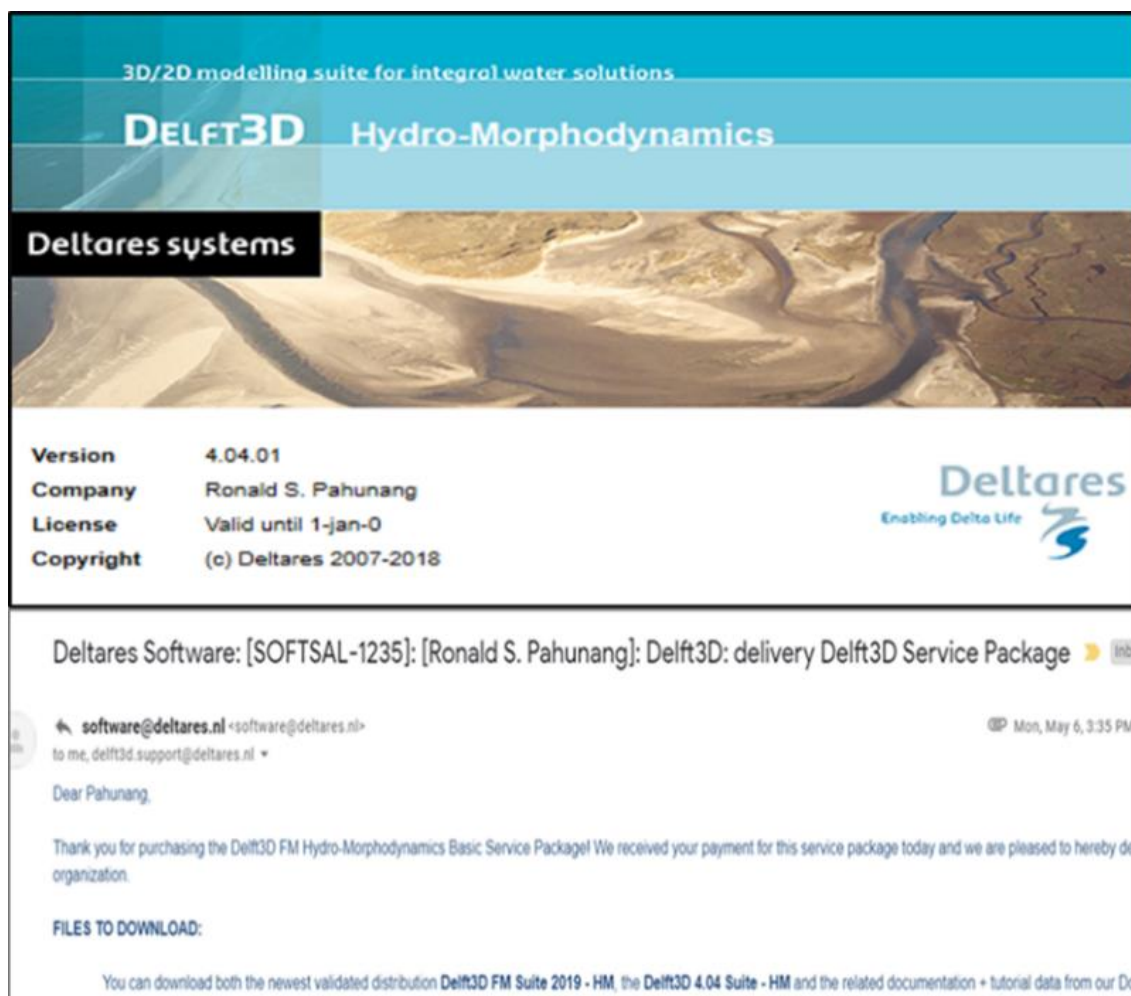 3D/2D modelling suite for integral water solutions
DELFT3D Hydro-Morphodynamics
Deltares systems
Version 4.04.01
Company Ronald S. Pahunang
License Valid until 1-jan-0
Copyright (c) Deltares 2007-2018
Deltares
Enabling Delta Life
Deltares Software: [SOFTSAL-1235]: [Ronald S. Pahunang]: Delft3D: delivery Delft3D Service Package
software@deltares.nl <software@deltares.nl>
Mon, May 6, 3:35 PM
to me, delft3d.support@deltares.nl
Dear Pahunang,
Thank you for purchasing the Delft3D FM Hydro-Morphodynamics Basic Service Package! We received your payment for this service package today and we are pleased to hereby
organization.
FILES TO DOWNLOAD:
You can download both the newest validated distribution Delft3D FM Suite 2019 - HM, the Delft3D 4.04 Suite - HM and the related documentation + tutorial data from our